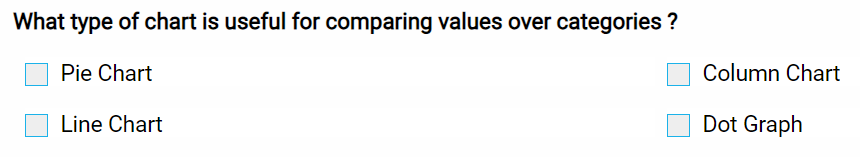 What type of chart is useful for comparing values over categories ?
Pie Chart
Column Chart
Line Chart
Dot Graph